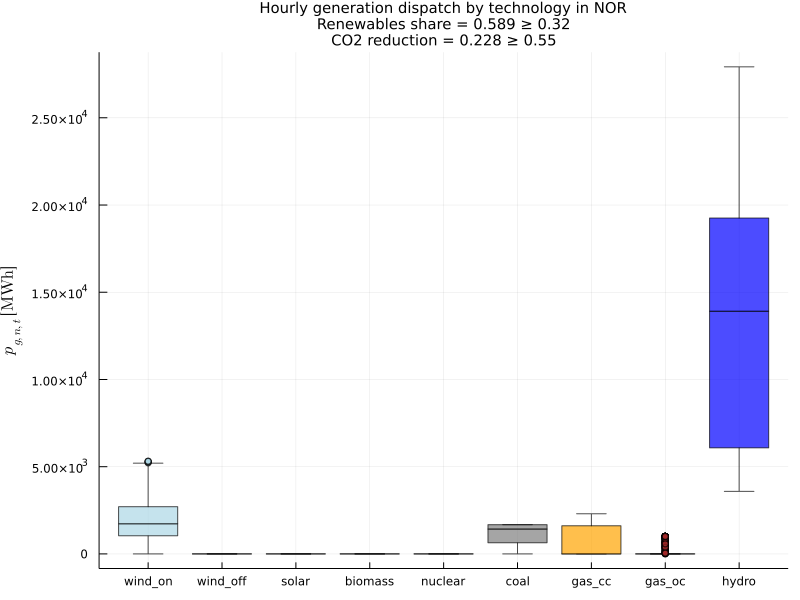 Hourly generation dispatch by technology in NOR
Renewables share = 0.589 ≥ 0.32
CO2 reduction = 0.228 ≥ 0.55
p_{g,n,t} [MWh]
2.50×10⁴
2.00×10⁴
1.50×10⁴
1.00×10⁴
5.00×10³
0
wind_on wind_off solar biomass nuclear coal gas_cc gas_oc hydro